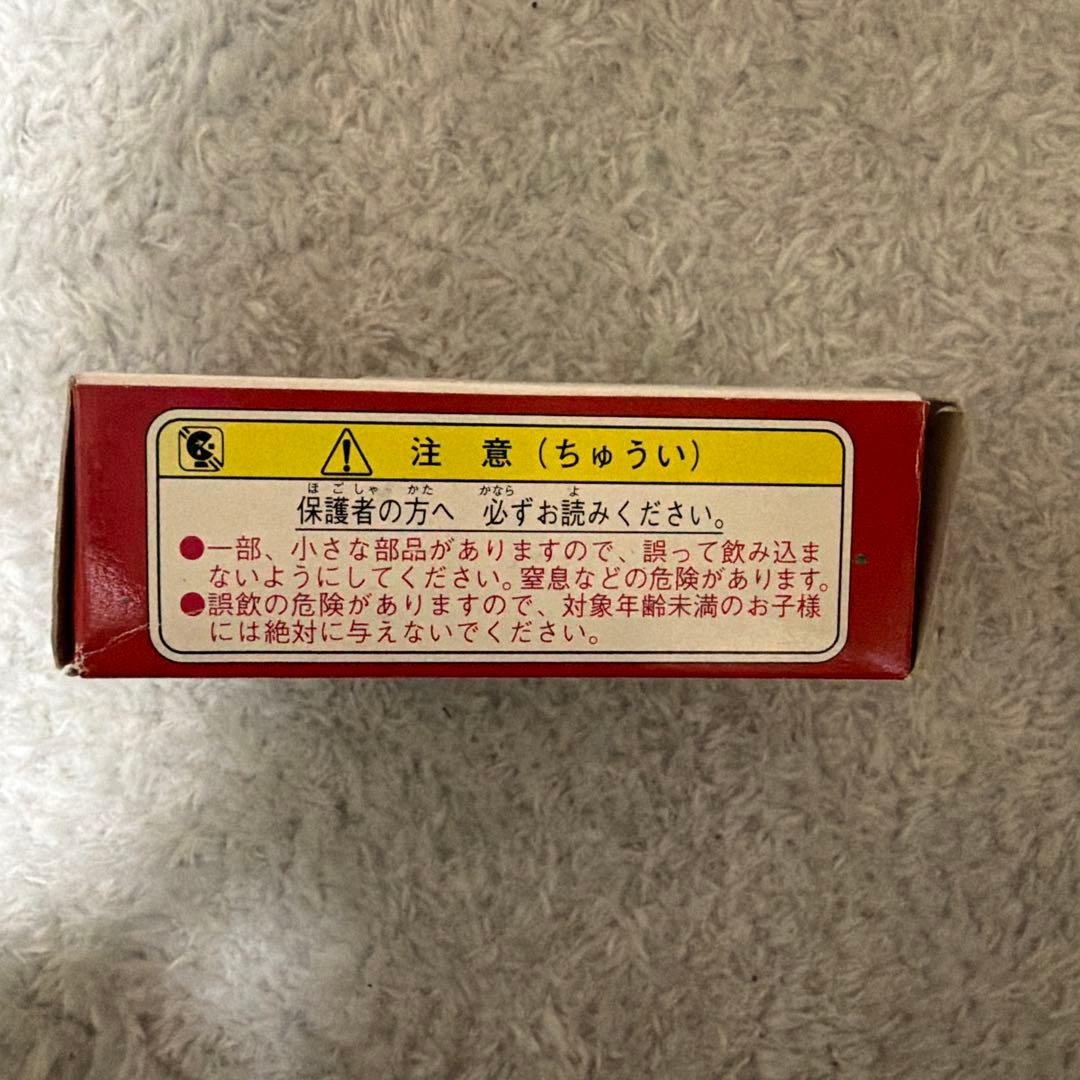 注 意(ちゅうい)
ほごしゃ かた かなら よ
保護者の方へ 必ずお読みください。
●一部、小さな部品がありますので、誤って飲み込ま
ないようにしてください。窒息などの危険があります。
●誤飲の危険がありますので、対象年齢未満のお子様
には絶対に与えないでください。